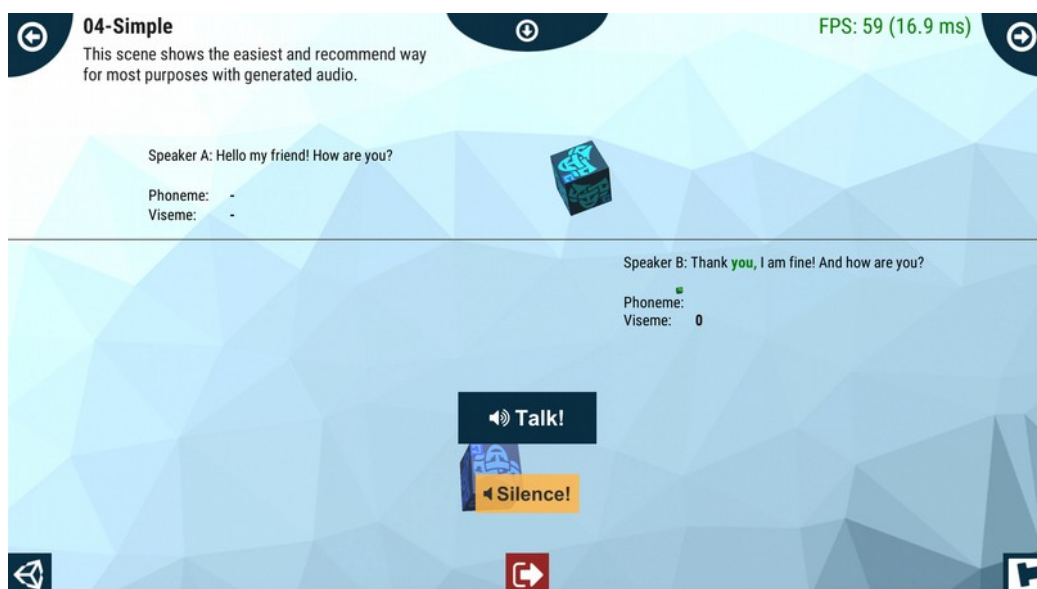 04-Simple
FPS: 59 (16.9 ms)
This scene shows the easiest and recommend way
for most purposes with generated audio.
Speaker A: Hello my friend! How are you?
Phoneme: -
Viseme: -
Speaker B: Thank you, I am fine! And how are you?
Phoneme:
Viseme: 0
Talk!
Silence!